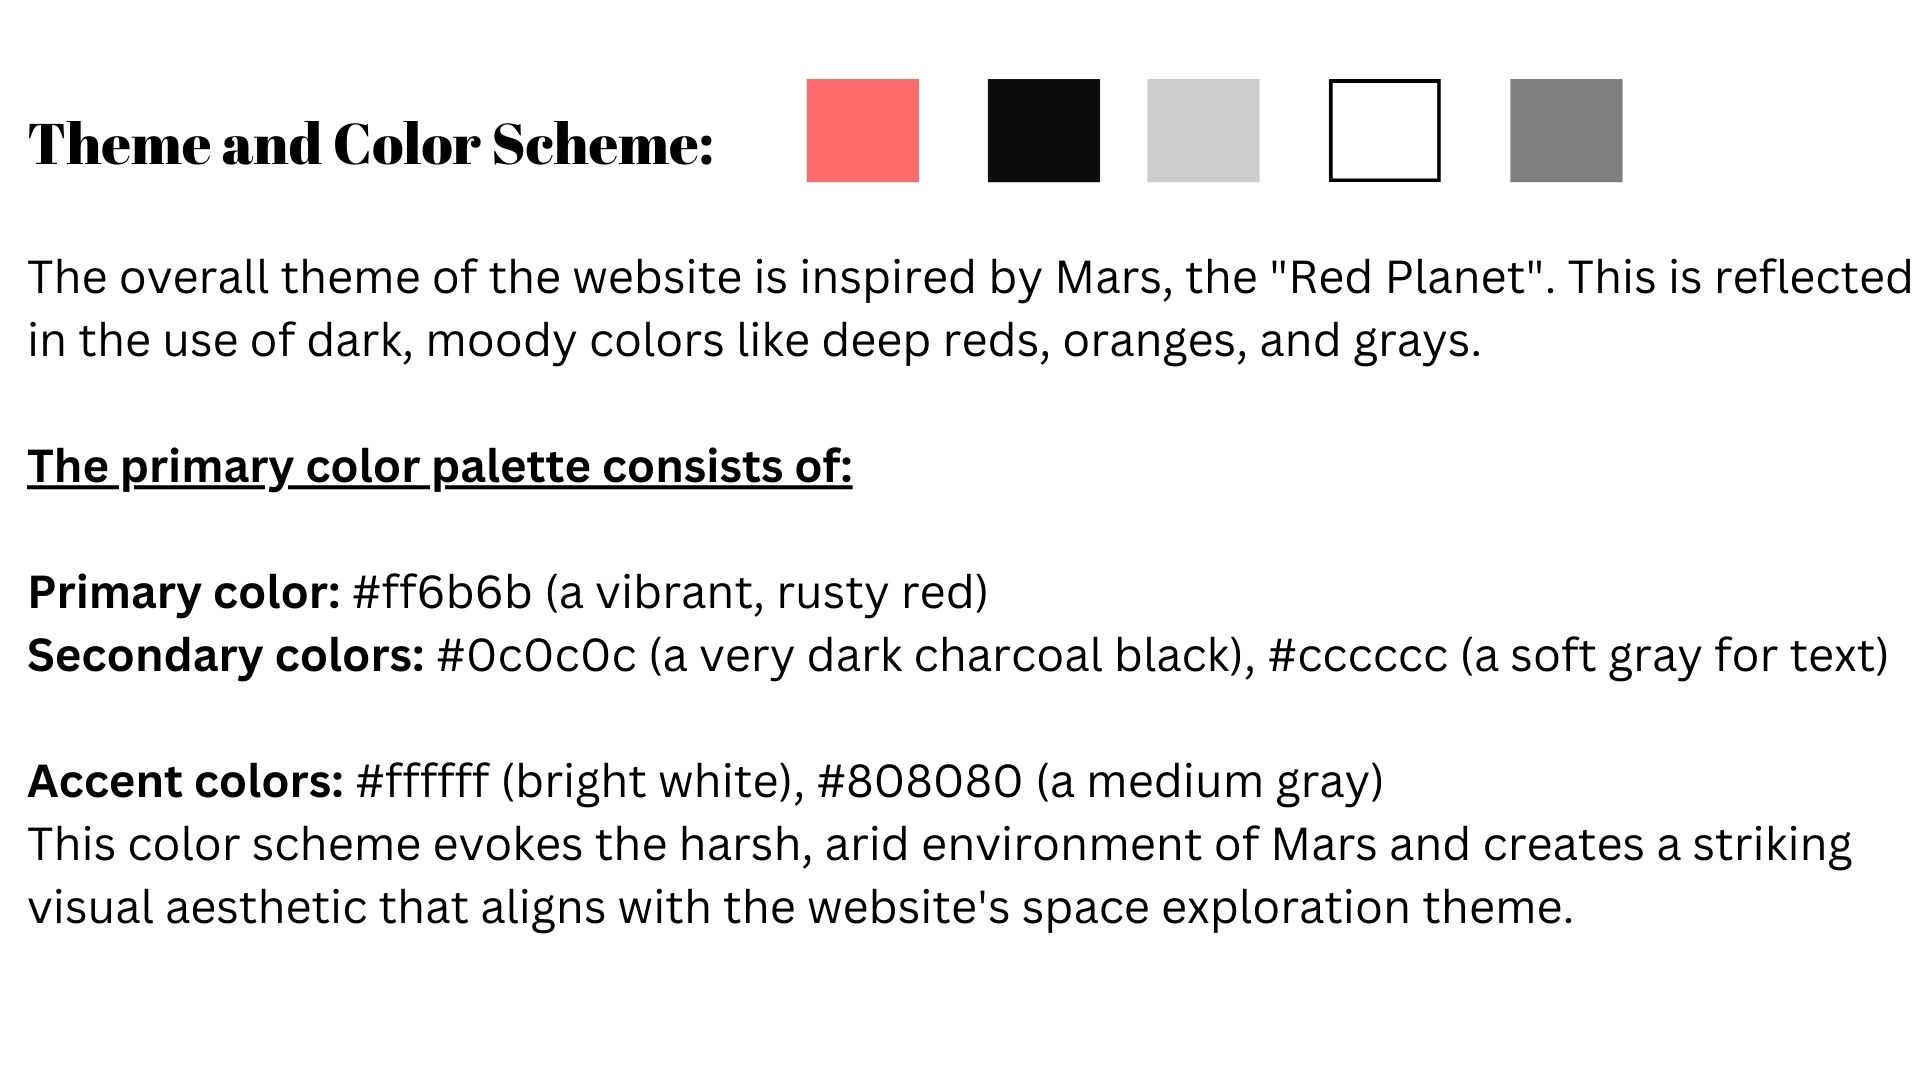 Theme and Color Scheme:
The overall theme of the website is inspired by Mars, the "Red Planet". This is reflected
in the use of dark, moody colors like deep reds, oranges, and grays.
The primary color palette consists of:
Primary color: #ff6b6b (a vibrant, rusty red)
Secondary colors: #0c0c0c (a very dark charcoal black), #cccccc (a soft gray for text)
Accent colors: #ffffff (bright white), #808080 (a medium gray)
This color scheme evokes the harsh, arid environment of Mars and creates a striking
visual aesthetic that aligns with the website's space exploration theme.